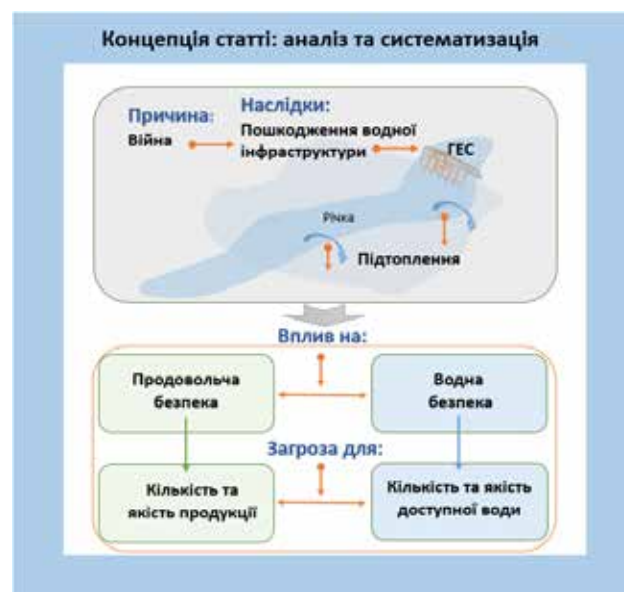 Концепція статті: аналіз та систематизація
Причина:
Війна
Наслідки:
Пошкодження водної
інфраструктури
ГЕС
Річка
Підтоплення
Вплив на:
Продовольча
безпека
Водна
безпека
Загроза для:
Кількість та
якість продукції
Кількість та якість
доступної води